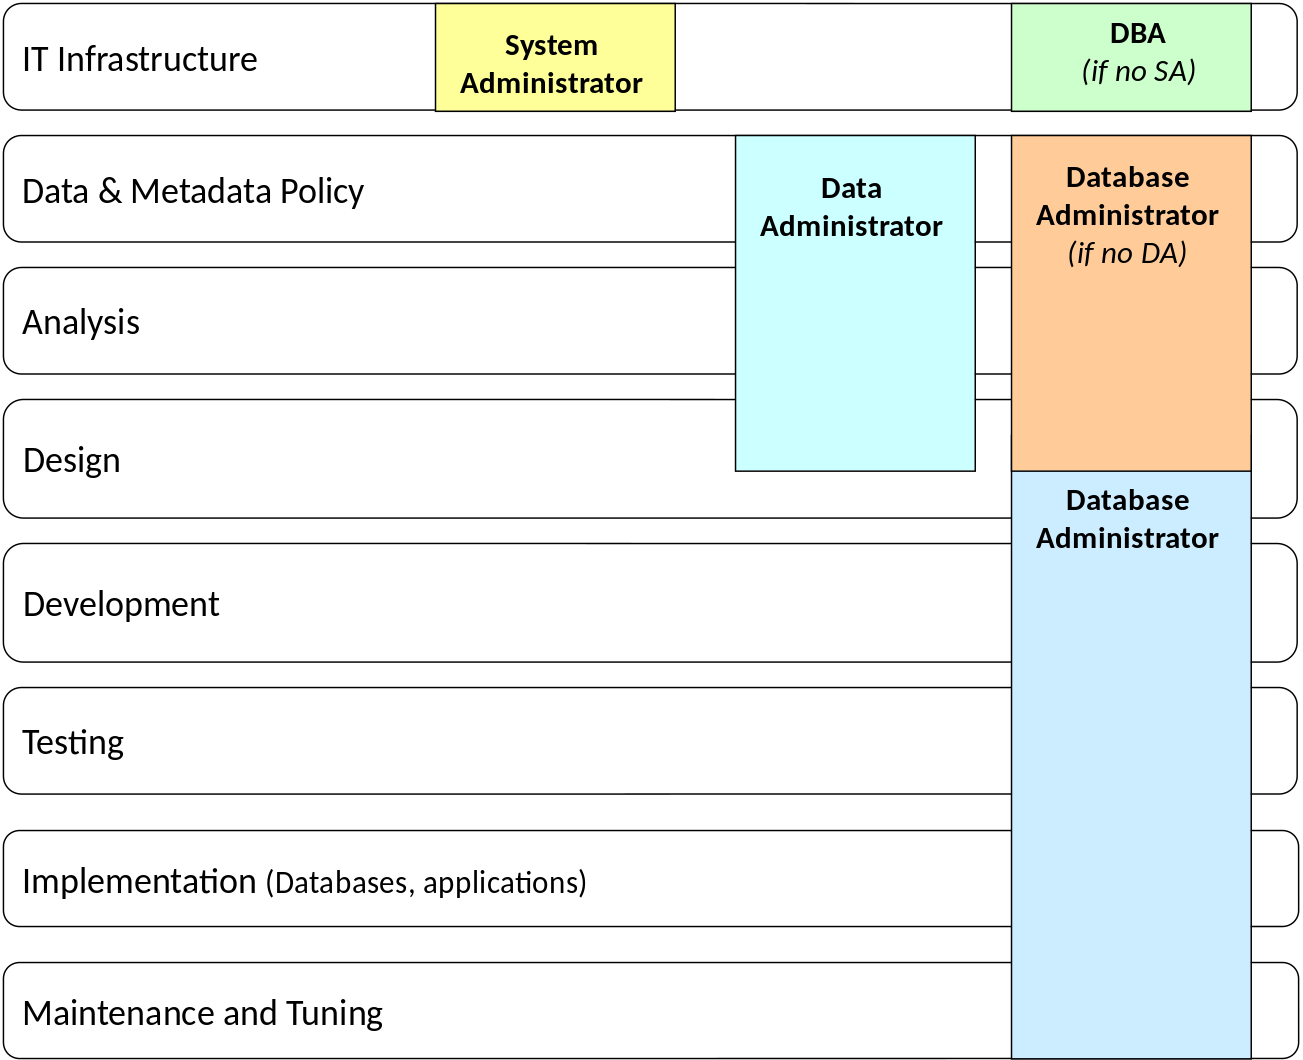 IT Infrastructure
System
Administrator
DBA
(if no SA)
Data & Metadata Policy
Data
Administrator
Database
Administrator
(if no DA)
Analysis
Design
Database
Administrator
Development
Testing
Implementation (Databases, applications)
Maintenance and Tuning